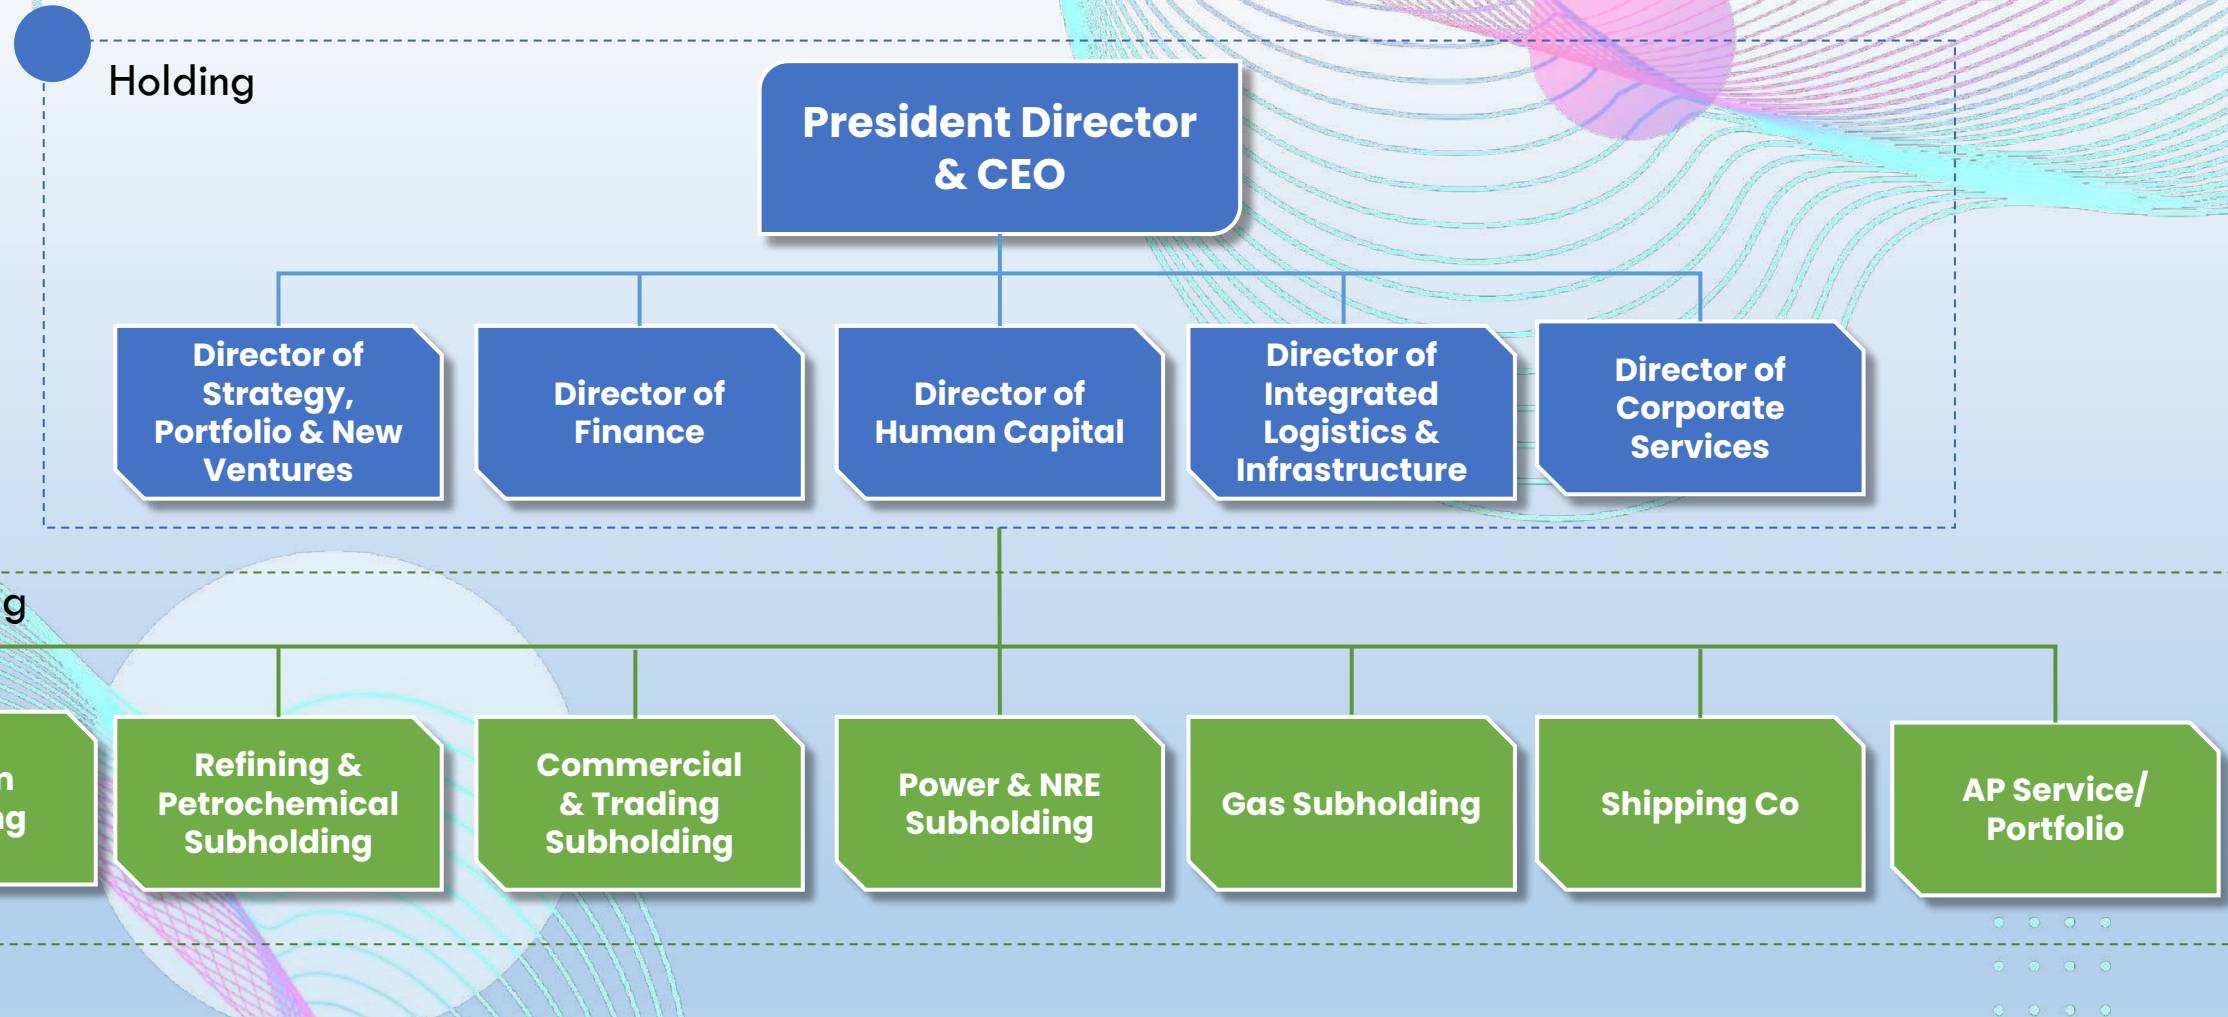 Holding
President Director
& CEO
Director of
Strategy,
Portfolio & New
Ventures
Director of
Finance
Director of
Human Capital
Director of
Integrated
Logistics &
Infrastructure
Director of
Corporate
Services
Refining &
Petrochemical
Subholding
Commercial
& Trading
Subholding
Power & NRE
Subholding
Gas Subholding
Shipping Co
AP Service/
Portfolio